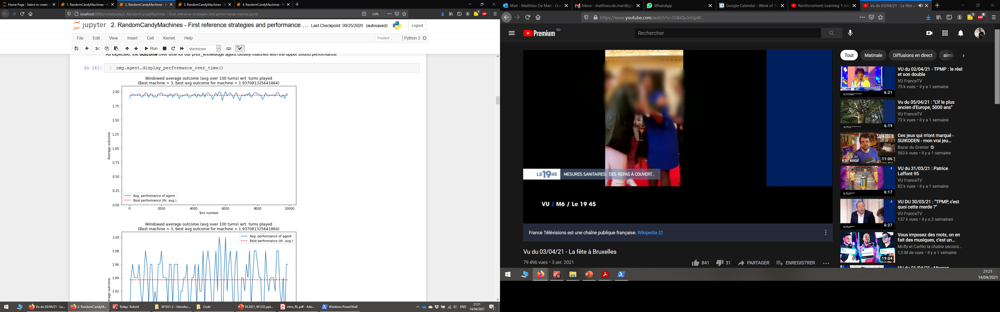 Home Page - Select or create a
1. RandomCandyMachines - P
2. RandomCandyMachines - Fi
3. RandomCandyMachines - St
4. RandomCandyMachines - Pa
localhost:8888/notebooks/2. RandomCandyMachines - First reference strategies and performance metrics.ipynb
120%
ABP
jupyter 2. RandomCandyMachines - First reference strategies and performance ... Last Checkpoint: 09/25/2020 (autosaved)
Logout
File Edit View Insert Cell Kernel Help
Trusted
Python 3
Run
Markdown
As expected, the outcome over time for our prior_knowledge agent closely matches with the upper bound performance.
In [8]: 1 cmg.agent.display_performance_over_time()
Windowed average outcome (avg over 100 turns) wrt. turns played
(Best machine = 3, best avg outcome for machine = 1.937081325641864)
2.00
1.75
1.50
1.25
1.00
0.75
0.50
0.25
0.00
Average outcome
Avg. performance of agent
Best performance (th. avg.)
0 2000 4000 6000 8000 10000
Turn number
Windowed average outcome (avg over 100 turns) wrt. turns played
(Best machine = 3, best avg outcome for machine = 1.937081325641864)
Avg. performance of agent
Best performance (th. avg.)
2.00
1.98
1.96
1.94
1.92
erage outcome
Vu du 03/04/21 - La...
2. RandomCandyM...
Today: Todoist
W13S1-2 - Introduc...
Code
DL2021_W12S3.ppt...
intro_RL.pdf - Ado...
Windows PowerShell
ENG
21:21
14/04/2021
3
Mail - Matthieu De Mari - Out
Inbox - matthieu.de.mari@gm
WhatsApp
Google Calendar - Week of 12
Reinforcement Learning 1: Int
Vu du 03/04/21 - La fête à
https://www.youtube.com/watch?v=OdbQuJnGp40
1
ABP
6
Premium SG
Rechercher
LE 19 45 MESURES SANITAIRES : DES REPAS À COUVERT...
VU / M6 / Le 19 45
France Télévisions est une chaîne publique française. Wikipedia
Vu du 03/04/21 - La fête à Bruxelles
79 496 vues • 3 avr. 2021
841 31 PARTAGER ENREGISTRER
Tout Matinale Diffusions en direct simil
VU du 02/04/21 - TPMP : le réel
et son double
VU FranceTV
75 k vues • il y a 1 semaine
6:21
Vu du 05/04/21 : "L'if le plus
ancien d'Europe, 5000 ans"
VU FranceTV
72 k vues • il y a 1 semaine
6:19
Ces jeux qui m'ont marqué -
SUIKODEN - mon vrai jeu...
Bazar du Grenier
563 k vues • il y a 1 semaine
SUIKODEN
CES JEUX QUI
M'ONT MARQUÉ
11:06
VU du 31/03/21 : Patrice
Laffont 95
VU FranceTV
82 k vues • il y a 1 semaine
6:17
VU DU 30/03/21 : "TPMP, c'est
quoi cette merde ?"
VU FranceTV
137 k vues • il y a 2 semaines
6:27
Vous imposez des mots, on en
fait des musiques, c'est un...
Mcfly et Carlito la chaîne second...
1,5 M de vues • il y a 1 semaine
19:04
VU du 01/04/21 : Macron
6
21:21
14/04/2021